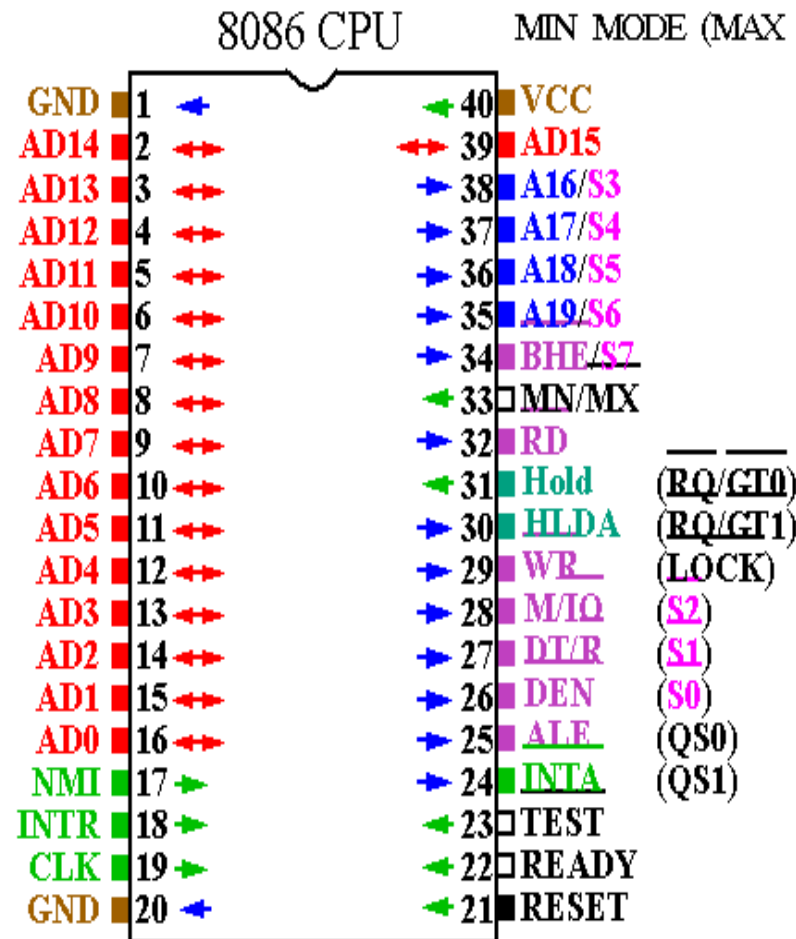 8086 CPU MIN MODE (MAX
GND 1 40 VCC
AD14 2 39 AD15
AD13 3 38 A16/S3
AD12 4 37 A17/S4
AD11 5 36 A18/S5
AD10 6 35 A19/S6
AD9 7 34 BHE/S7
AD8 8 33 MN/MX
AD7 9 32 RD
AD6 10 31 Hold (RQ/GT0)
AD5 11 30 HLDA (RQ/GT1)
AD4 12 29 WR (LOCK)
AD3 13 28 M/IO (S2)
AD2 14 27 DT/R (S1)
AD1 15 26 DEN (S0)
AD0 16 25 ALE (QS0)
NMI 17 24 INTA (QS1)
INTR 18 23 TEST
CLK 19 22 READY
GND 20 21 RESET